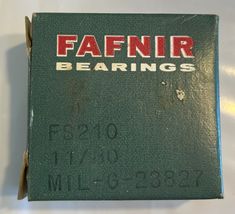 FAFNIR
BEARINGS
FS210
11/80
MIL-G-23827